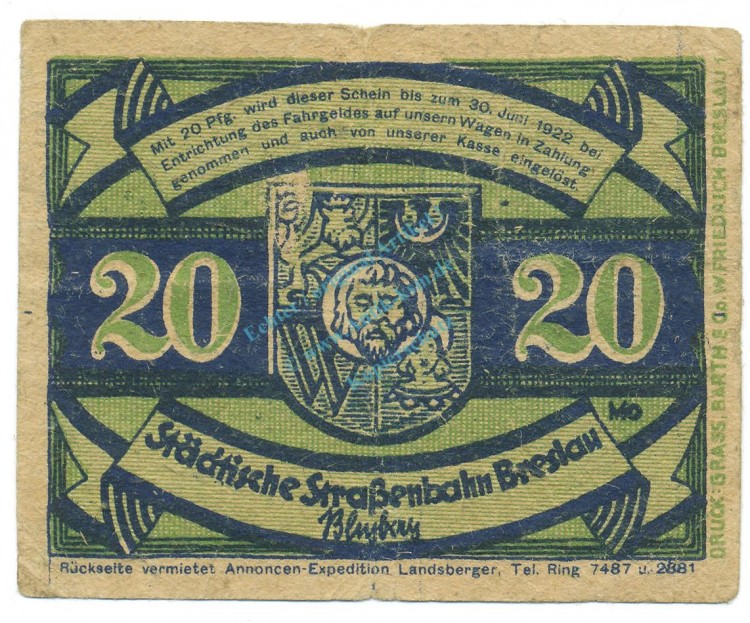 Mit 20 Pfg. wird dieser Schein bis zum 30. Juni 1922 bei
Entrichtung des Fahrgeldes auf unsern Wagen in Zahlung
genommen und auch von unserer Kasse eingelöst.
20
20
W
Mo
Städtische Straßenbahn Breslau
Rückseite vermietet Annoncen-Expedition Landsberger, Tel. Ring 7487 u. 2881
DRUCK: GRASS, BARTH & Co. W. FRIEDRICH BRESLAU 1